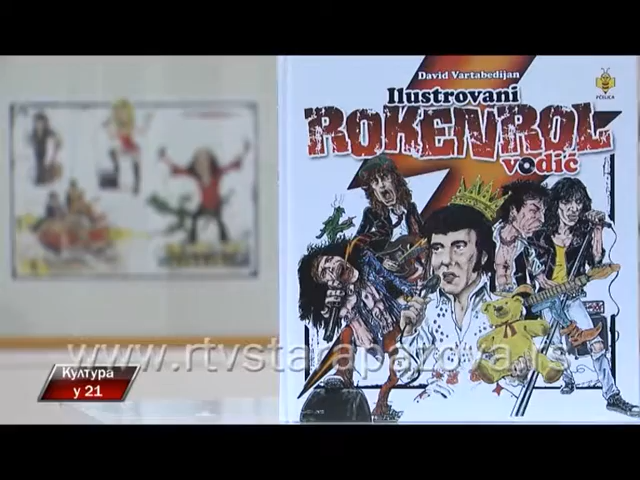 David Vartabedijan
Ilustrovani
ROKENROL
vodič
PČELICA
www.rtvstarapazova.rs
Култура
у 21